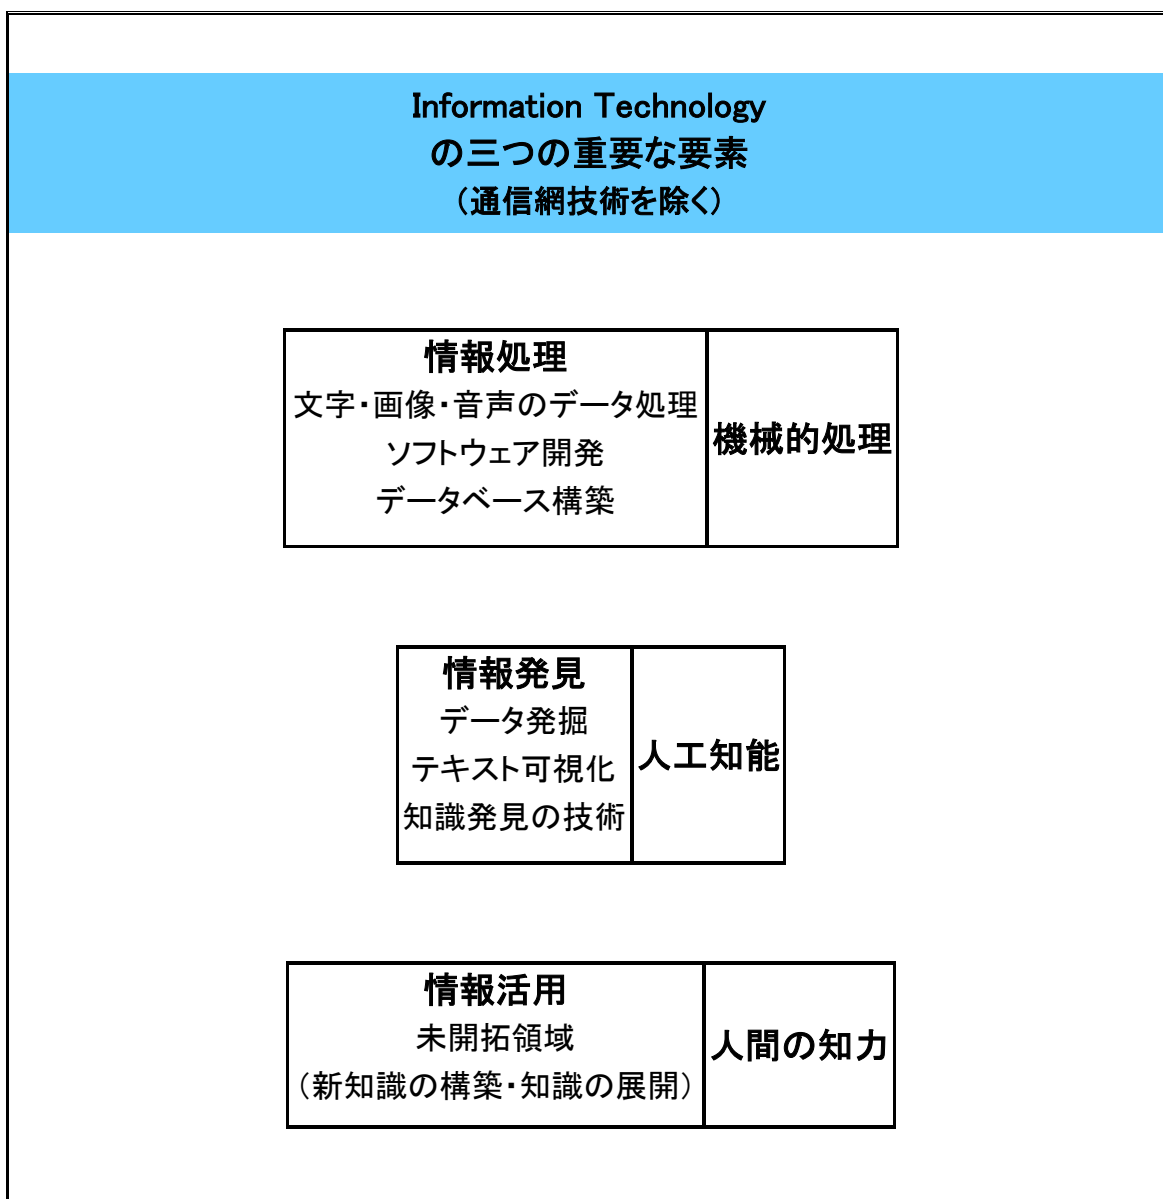 Information Technology
の三つの重要な要素
（通信網技術を除く）
情報処理
文字・画像・音声のデータ処理
ソフトウェア開発
データベース構築
機械的処理
情報発見
データ発掘
テキスト可視化
知識発見の技術
人工知能
情報活用
未開拓領域
（新知識の構築・知識の展開）
人間の知力